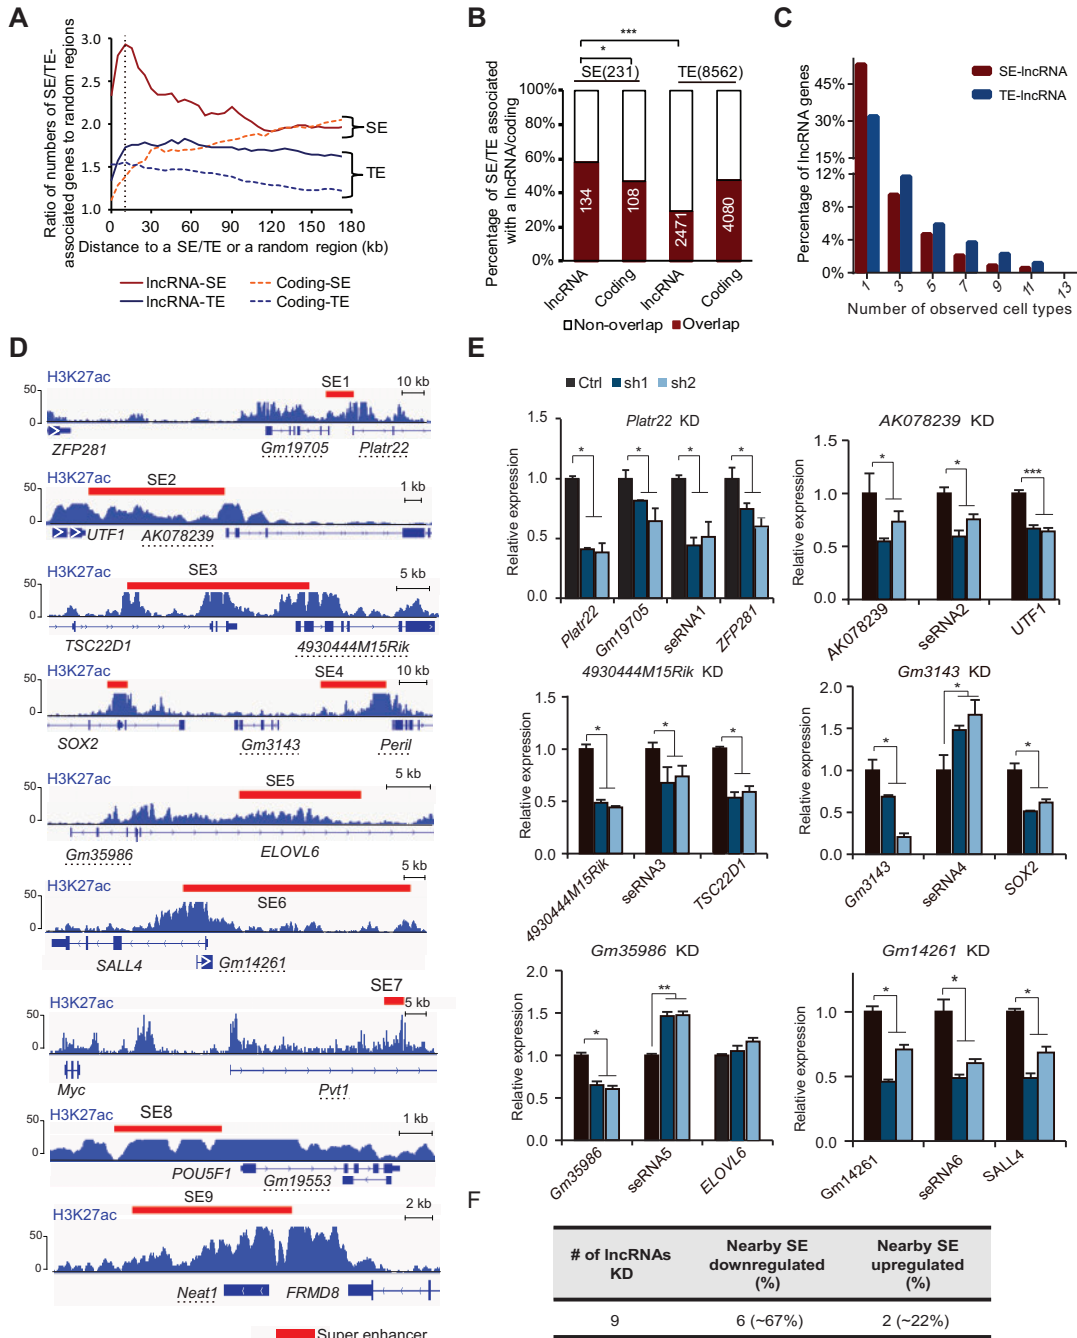 A
Ratio of numbers of SE/TE-
associated genes to random regions
3.0
2.5
2.0
1.5
1.0
SE
TE
0 30 60 90 120 150 180
Distance to a SE/TE or a random region (kb)
lncRNA-SE Coding-SE
lncRNA-TE Coding-TE
B
***
*
SE(231) TE(8562)
Percentage of SE/TE associated
with a lncRNA/coding
100%
80%
60%
40%
20%
0%
134 108 2471 4080
lncRNA Coding lncRNA Coding
Non-overlap Overlap
C
SE-lncRNA
TE-lncRNA
Percentage of lncRNA genes
45%
30%
15%
12%
8%
4%
0%
1 3 5 7 9 11 13
Number of observed cell types
D
H3K27ac
SE1 10 kb
50
0
ZFP281 Gm19705 Platr22
H3K27ac
SE2 1 kb
50
0
UTF1 AK078239
H3K27ac
SE3 5 kb
50
0
TSC22D1 4930444M15Rik
H3K27ac
SE4 10 kb
50
0
SOX2 Gm3143 Peril
H3K27ac
SE5 5 kb
50
0
Gm35986 ELOVL6
H3K27ac
5 kb
SE6
50
0
SALL4 Gm14261
H3K27ac
SE7 5 kb
50
0
Myc Pvt1
H3K27ac
SE8 1 kb
50
0
POU5F1 Gm19553
H3K27ac
SE9 2 kb
50
0
Neat1 FRMD8
Super enhancer
E
Ctrl sh1 sh2
Platr22 KD
Relative expression
1.5
1.0
0.5
0.0
* * * *
Platr22 Gm19705 seRNA1 ZFP281
AK078239 KD
Relative expression
1.5
1.0
0.5
0.0
* * ***
AK078239 seRNA2 UTF1
4930444M15Rik KD
Relative expression
1.5
1.0
0.5
0.0
* * *
4930444M15Rik seRNA3 TSC22D1
Gm3143 KD
Relative expression
2.0
1.5
1.0
0.5
0.0
* * *
Gm3143 seRNA4 SOX2
Gm35986 KD
Relative expression
2.0
1.5
1.0
0.5
0.0
* **
Gm35986 seRNA5 ELOVL6
Gm14261 KD
Relative expression
1.0
0.5
0.0
* * *
Gm14261 seRNA6 SALL4
F
# of lncRNAs
KD
Nearby SE
downregulated
(%)
Nearby SE
upregulated
(%)
9 6 (~67%) 2 (~22%)